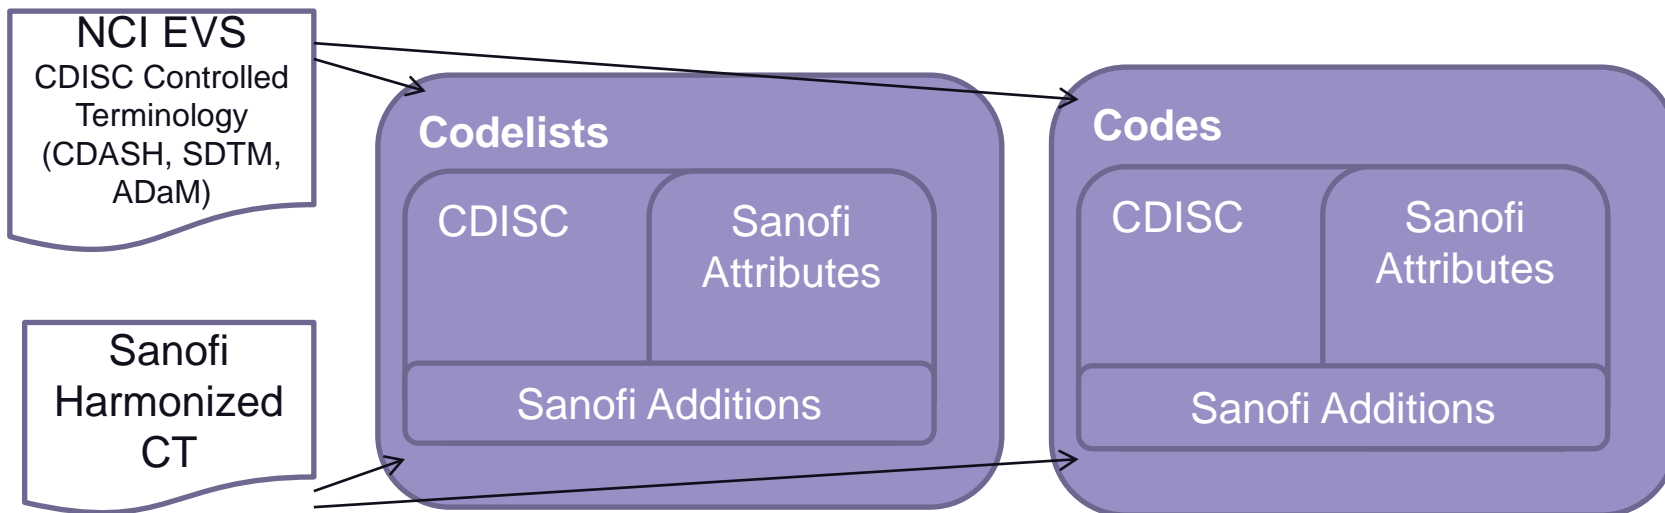 NCI EVS
CDISC Controlled
Terminology
(CDASH, SDTM,
ADaM)
Sanofi
Harmonized
CT
Codelists
CDISC
Sanofi
Attributes
Sanofi Additions
Codes
CDISC
Sanofi
Attributes
Sanofi Additions